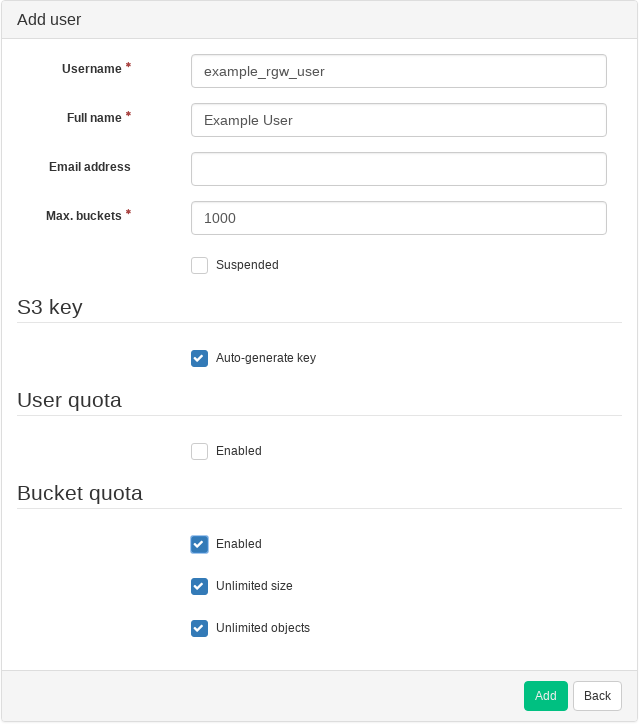 Add user
Username *
example_rgw_user
Full name *
Example User
Email address
Max. buckets *
1000
Suspended
S3 key
Auto-generate key
User quota
Enabled
Bucket quota
Enabled
Unlimited size
Unlimited objects
Add Back